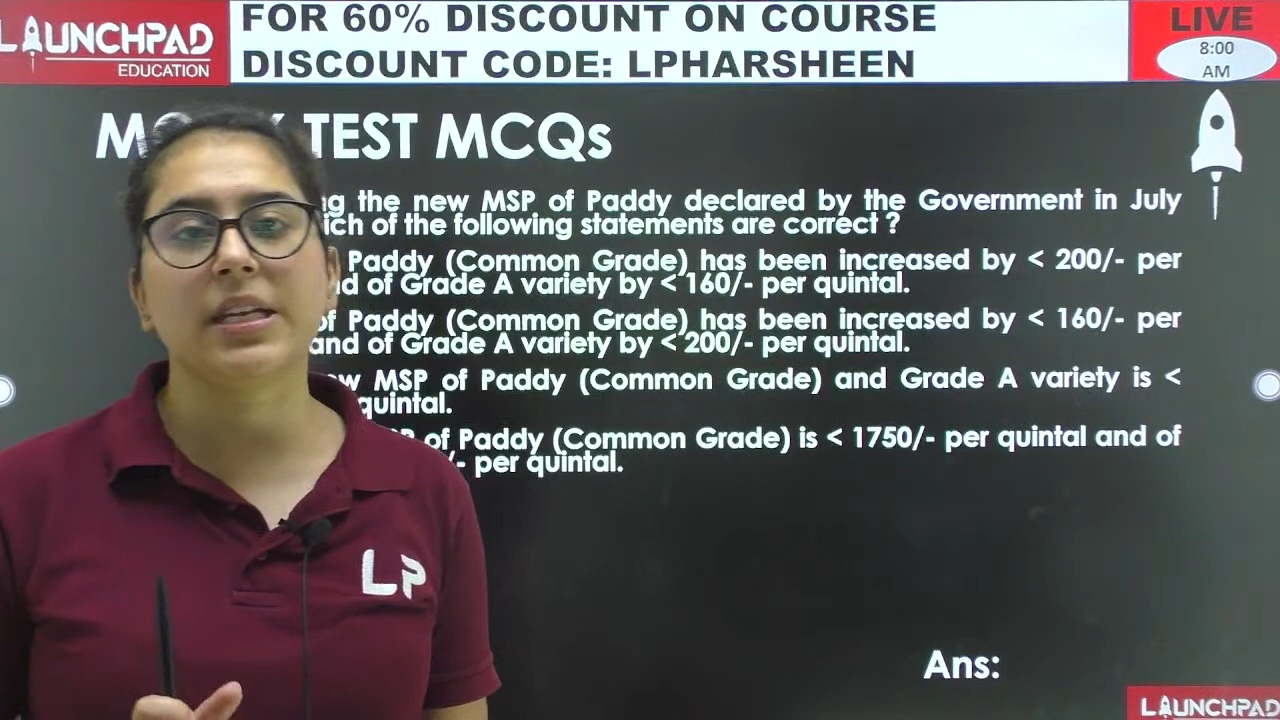 LAUNCHPAD
EDUCATION
FOR 60% DISCOUNT ON COURSE
DISCOUNT CODE: LPHARSHEEN
LIVE
8:00
AM
TEST MCQs
the new MSP of Paddy declared by the Government in July
of the following statements are correct ?
Paddy (Common Grade) has been increased by < 200/- per
of Grade A variety by < 160/- per quintal.
of Paddy (Common Grade) has been increased by < 160/- per
and of Grade A variety by < 200/- per quintal.
MSP of Paddy (Common Grade) and Grade A variety is <
quintal.
of Paddy (Common Grade) is < 1750/- per quintal and of
/- per quintal.
LP
Ans:
LAUNCHPAD